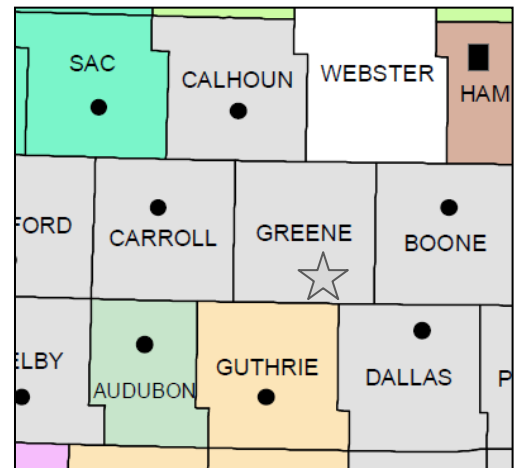 SAC
CALHOUN
WEBSTER
HAM
FORD
CARROLL
GREENE
BOONE
ELBY
AUDUBON
GUTHRIE
DALLAS
P